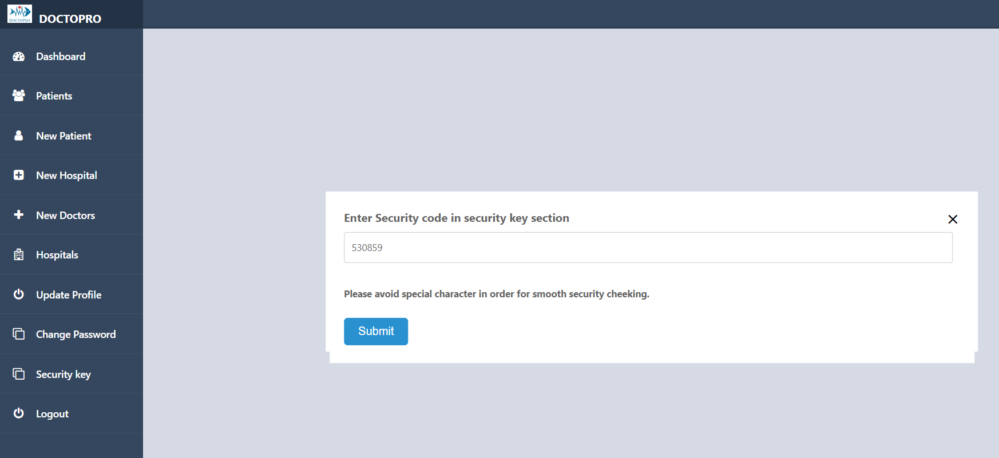 DOCTOPRO
DOCTOPRO
Dashboard
Patients
New Patient
New Hospital
New Doctors
Hospitals
Update Profile
Change Password
Security key
Logout
Enter Security code in security key section
530859
Please avoid special character in order for smooth security cheeking.
Submit